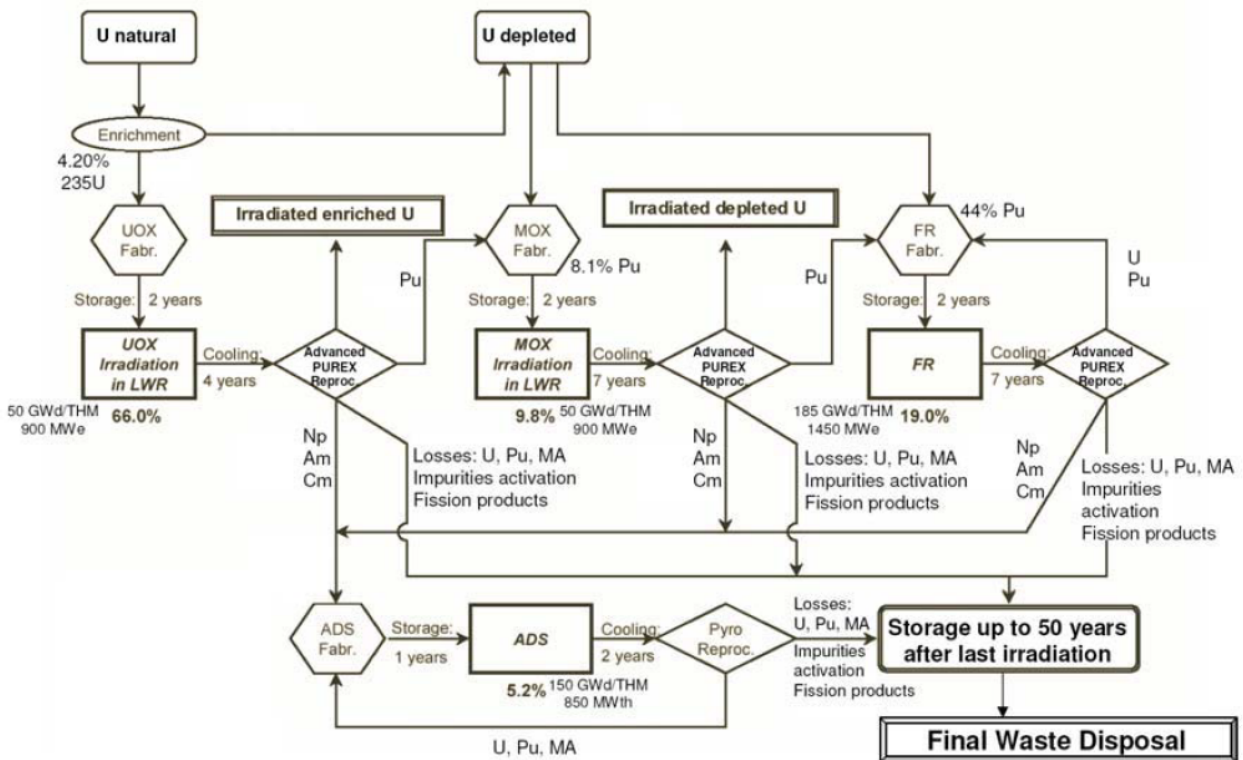 U natural
U depleted
Enrichment
4.20%
235U
Irradiated enriched U
Irradiated depleted U
44% Pu
UOX
Fabr.
MOX
Fabr.
FR
Fabr.
8.1% Pu
Pu
Pu
U
Pu
Storage: 2 years
Storage: 2 years
Storage: 2 years
UOX
Irradiation
in LWR
Cooling:
4 years
Advanced
PUREX
Reproc.
MOX
Irradiation
in LWR
Cooling:
7 years
Advanced
PUREX
Reproc.
FR
Cooling:
7 years
Advanced
PUREX
Reproc.
50 GWd/THM
900 MWe
66.0%
9.8%
50 GWd/THM
900 MWe
185 GWd/THM
1450 MWe
19.0%
Np
Am
Cm
Losses: U, Pu, MA
Impurities activation
Fission products
Np
Am
Cm
Losses: U, Pu, MA
Impurities activation
Fission products
Np
Am
Cm
Losses: U, Pu, MA
Impurities
activation
Fission products
ADS
Fabr.
Storage:
1 years
ADS
Cooling:
2 years
Pyro
Reproc.
Losses:
U, Pu, MA
Impurities
activation
Fission products
Storage up to 50 years
after last irradiation
5.2%
150 GWd/THM
850 MWth
U, Pu, MA
Final Waste Disposal